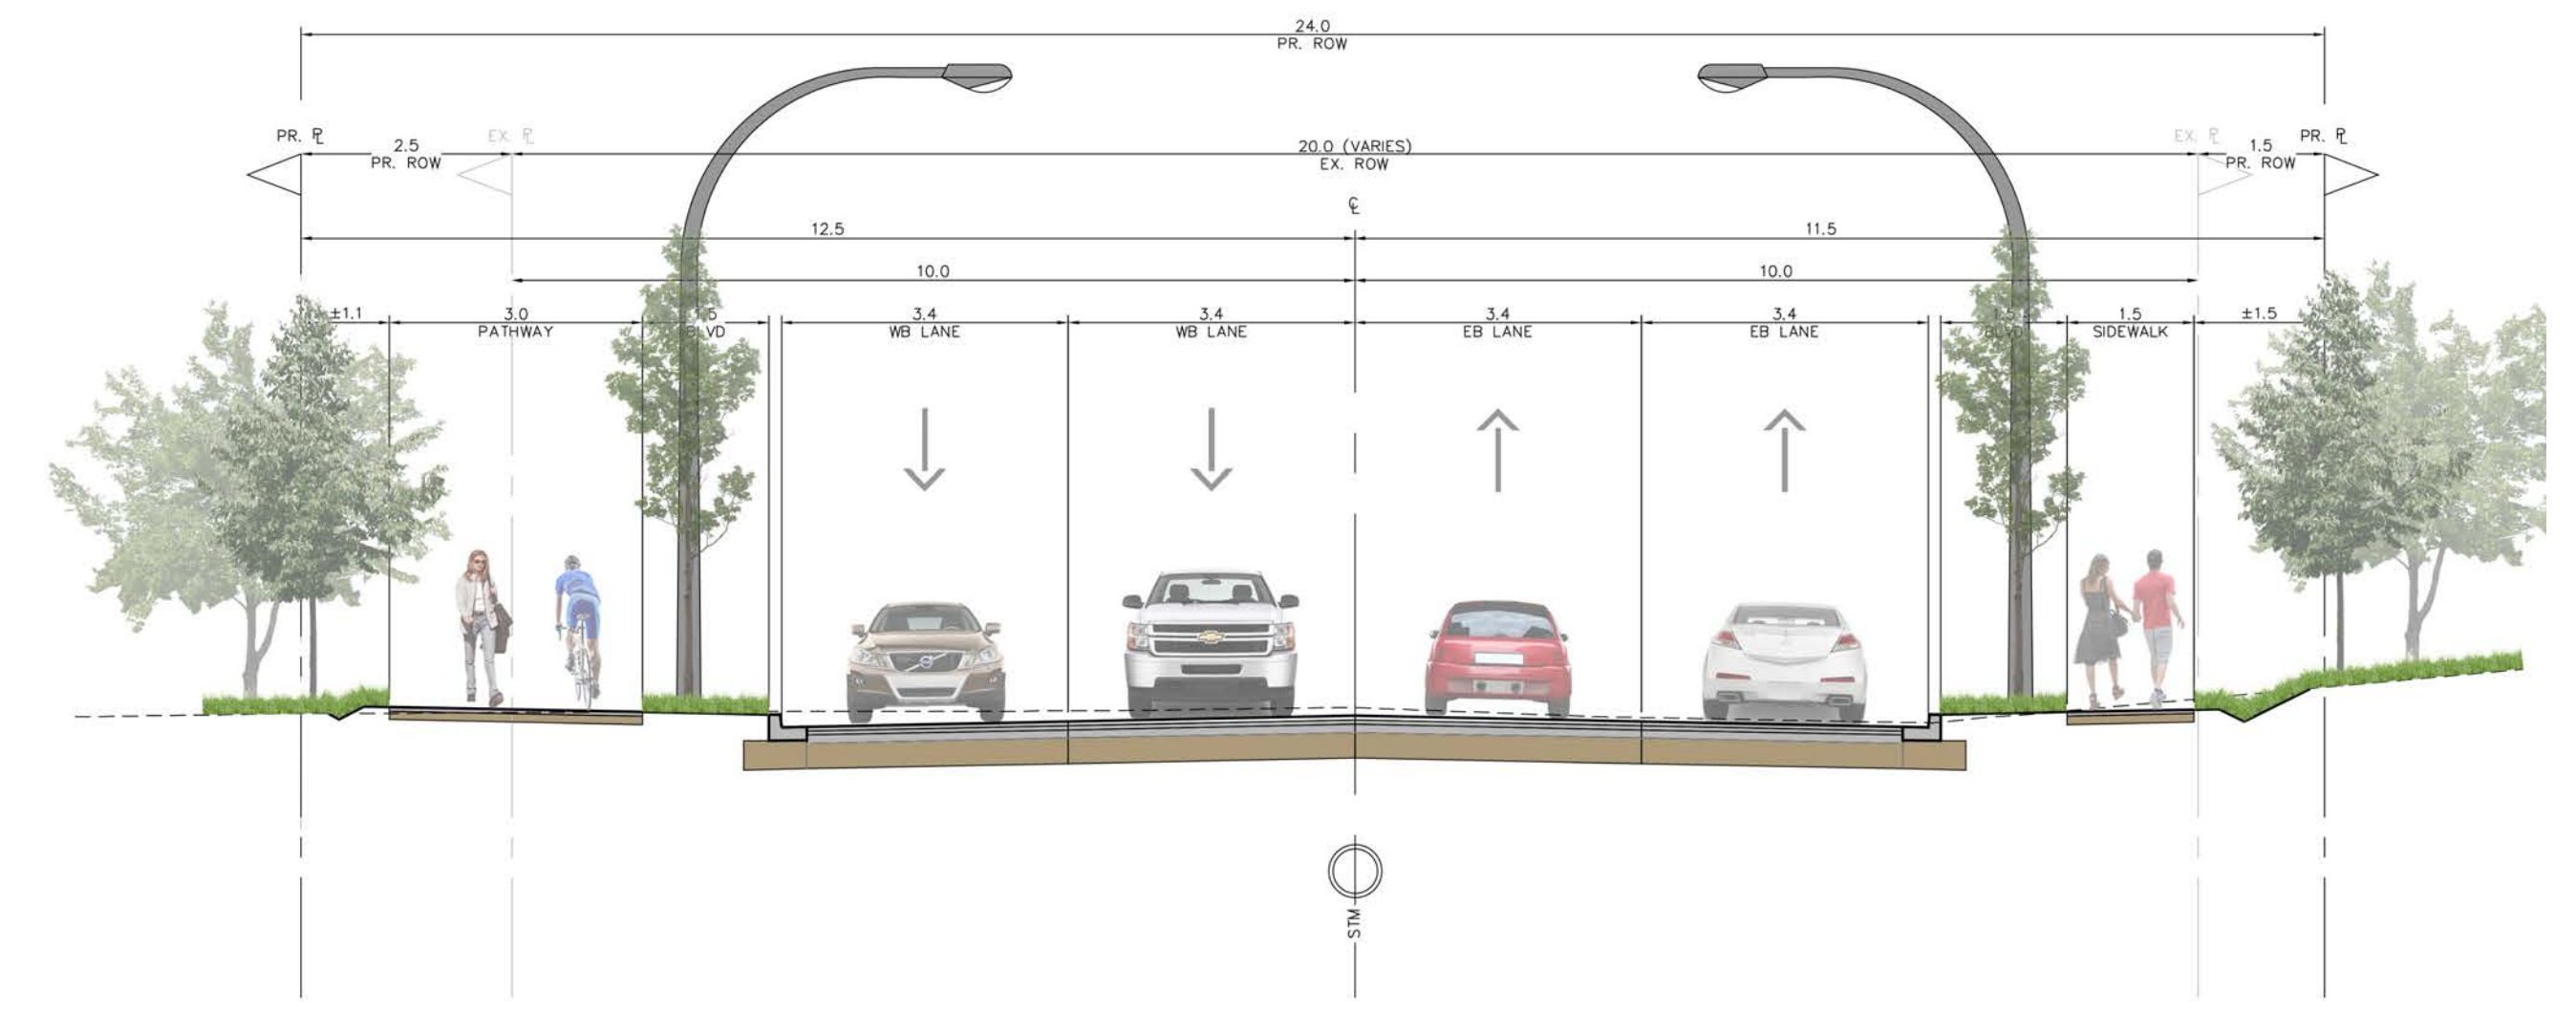 24.0
PR. ROW
PR. ℄
2.5
PR. ROW
EX. ℄
20.0 (VARIES)
EX. ROW
EX. ℄
1.5
PR. ROW
PR. ℄
℄
12.5
11.5
10.0
10.0
±1.1
3.0
PATHWAY
3.4
WB LANE
3.4
WB LANE
3.4
EB LANE
3.4
EB LANE
1.5
SIDEWALK
±1.5
STM